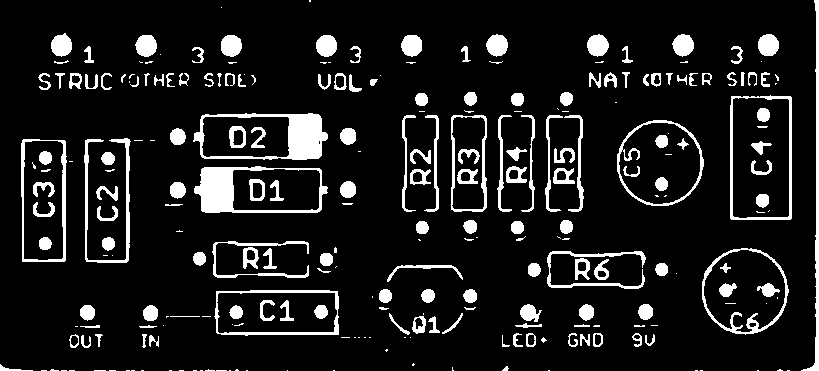 1 3 3 1 1 3
STRUC (OTHER SIDE) VOL NAT (OTHER SIDE)
D2
R2 R3 R4 R5 C5 + C4
C3 C2 D1
R1 R6
+
C1 Q1 C6
OUT IN LED+ GND 9V